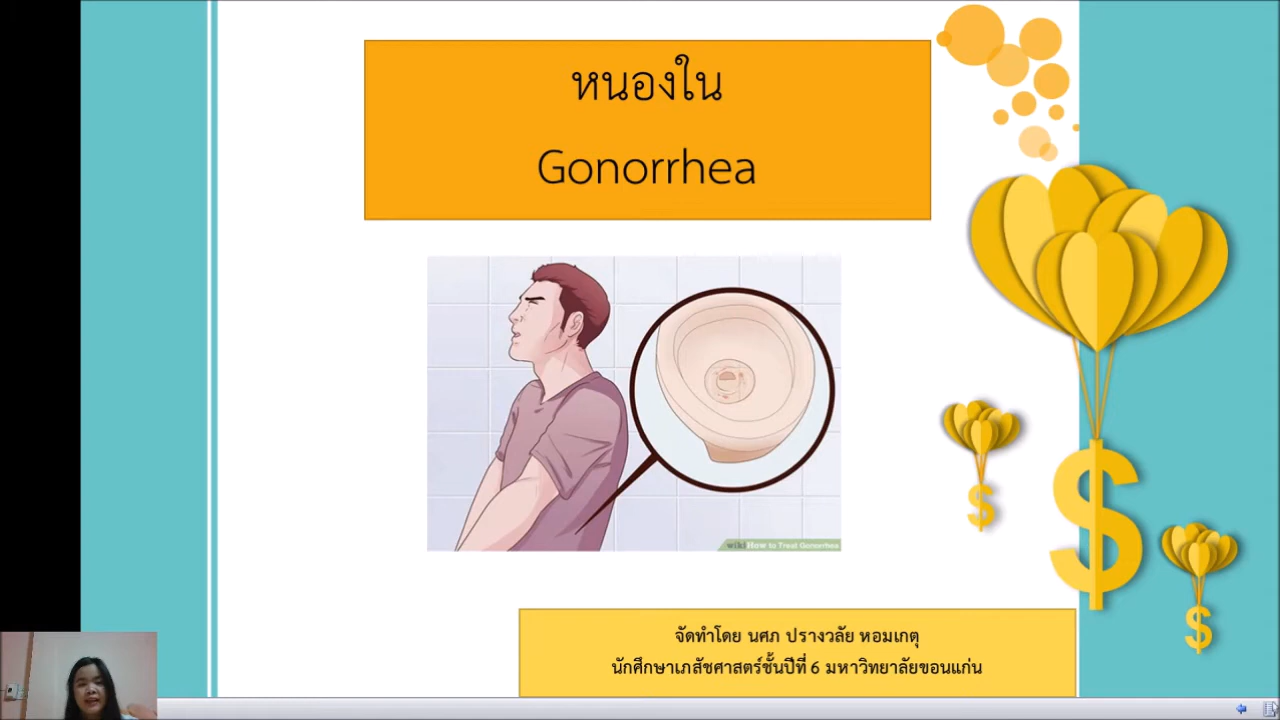 หนองใน
Gonorrhea
wikiHow to Treat Gonorrhea
จัดทำโดย นศภ ปรางวลัย หอมเกตุ
นักศึกษาเภสัชศาสตร์ชั้นปีที่ 6 มหาวิทยาลัยขอนแก่น